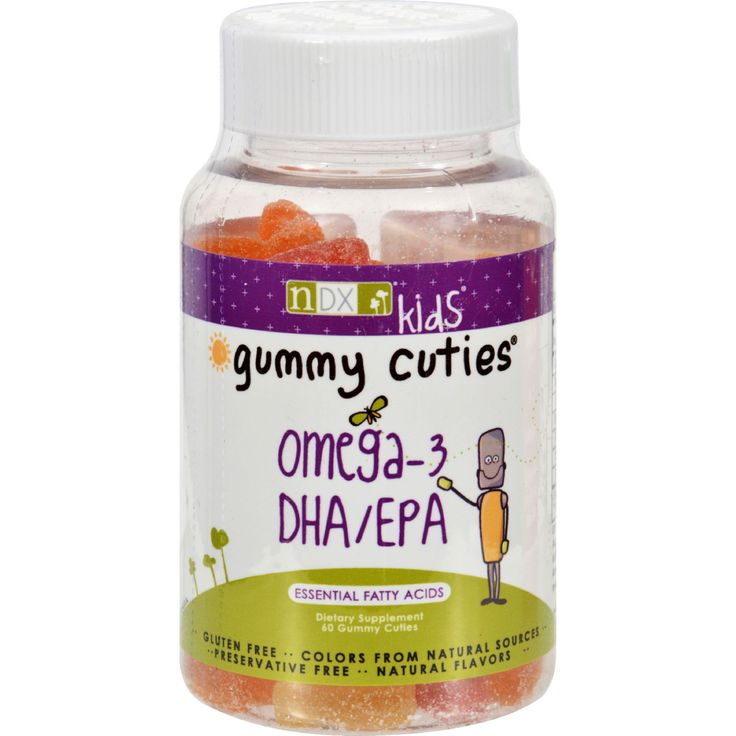 nDX
kids®
gummy cuties®
omega-3
DHA/EPA
ESSENTIAL FATTY ACIDS
Dietary Supplement
60 Gummy Cuties
GLUTEN FREE ·· COLORS FROM NATURAL SOURCES ··
··PRESERVATIVE FREE ·· NATURAL FLAVORS ··